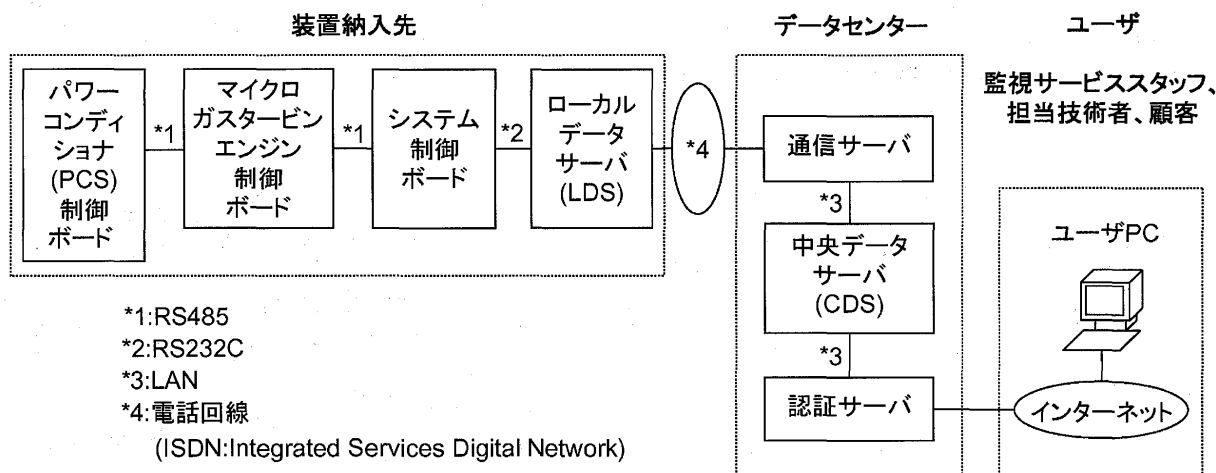 装置納入先
データセンター
ユーザ
パワー
コンディ
ショナ
(PCS)
制御
ボード
*1
マイクロ
ガスタービン
エンジン
制御
ボード
*1
システム
制御
ボード
*2
ローカル
データ
サーバ
(LDS)
*4
通信サーバ
*3
中央データ
サーバ
(CDS)
*3
認証サーバ
監視サービススタッフ、
担当技術者、顧客
ユーザPC
インターネット
*1:RS485
*2:RS232C
*3:LAN
*4:電話回線
(ISDN:Integrated Services Digital Network)